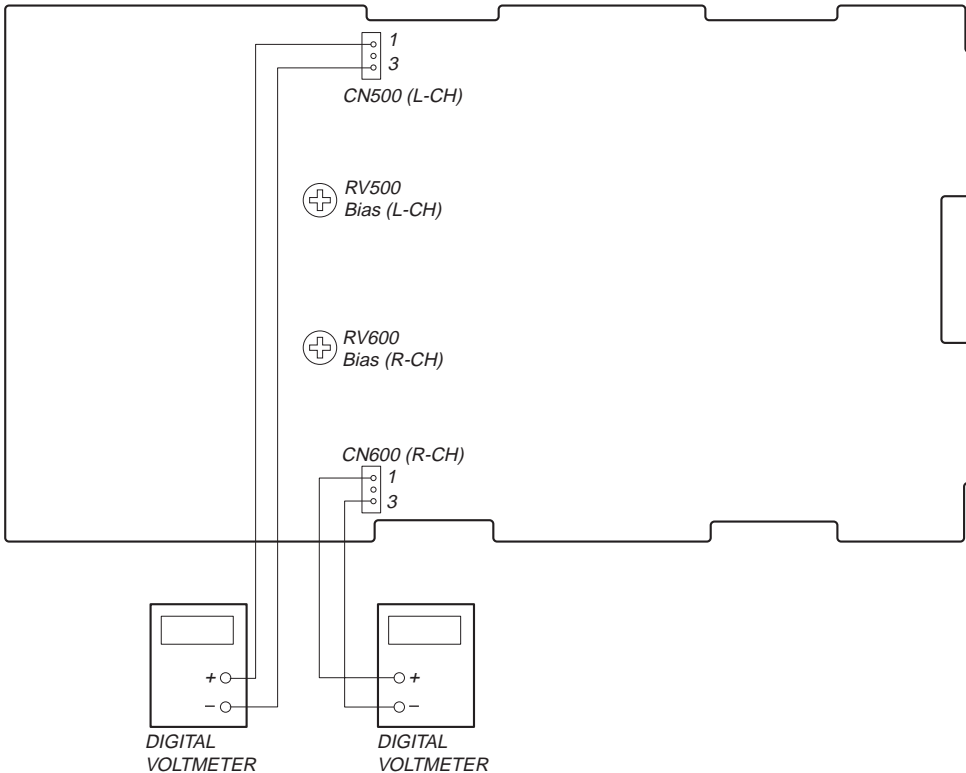 1
3
CN500 (L-CH)
RV500
Bias (L-CH)
RV600
Bias (R-CH)
CN600 (R-CH)
1
3
+
−
DIGITAL
VOLTMETER
+
−
DIGITAL
VOLTMETER